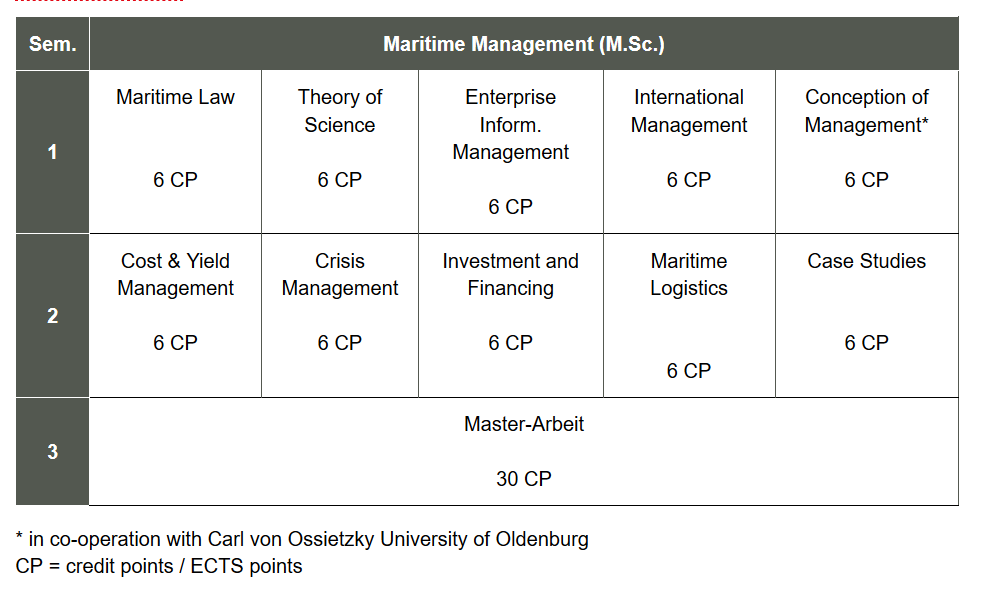 Sem.
Maritime Management (M.Sc.)
1
Maritime Law
6 CP
Theory of
Science
6 CP
Enterprise
Inform.
Management
6 CP
International
Management
6 CP
Conception of
Management*
6 CP
2
Cost & Yield
Management
6 CP
Crisis
Management
6 CP
Investment and
Financing
6 CP
Maritime
Logistics
6 CP
Case Studies
6 CP
3
Master-Arbeit
30 CP
* in co-operation with Carl von Ossietzky University of Oldenburg
CP = credit points / ECTS points